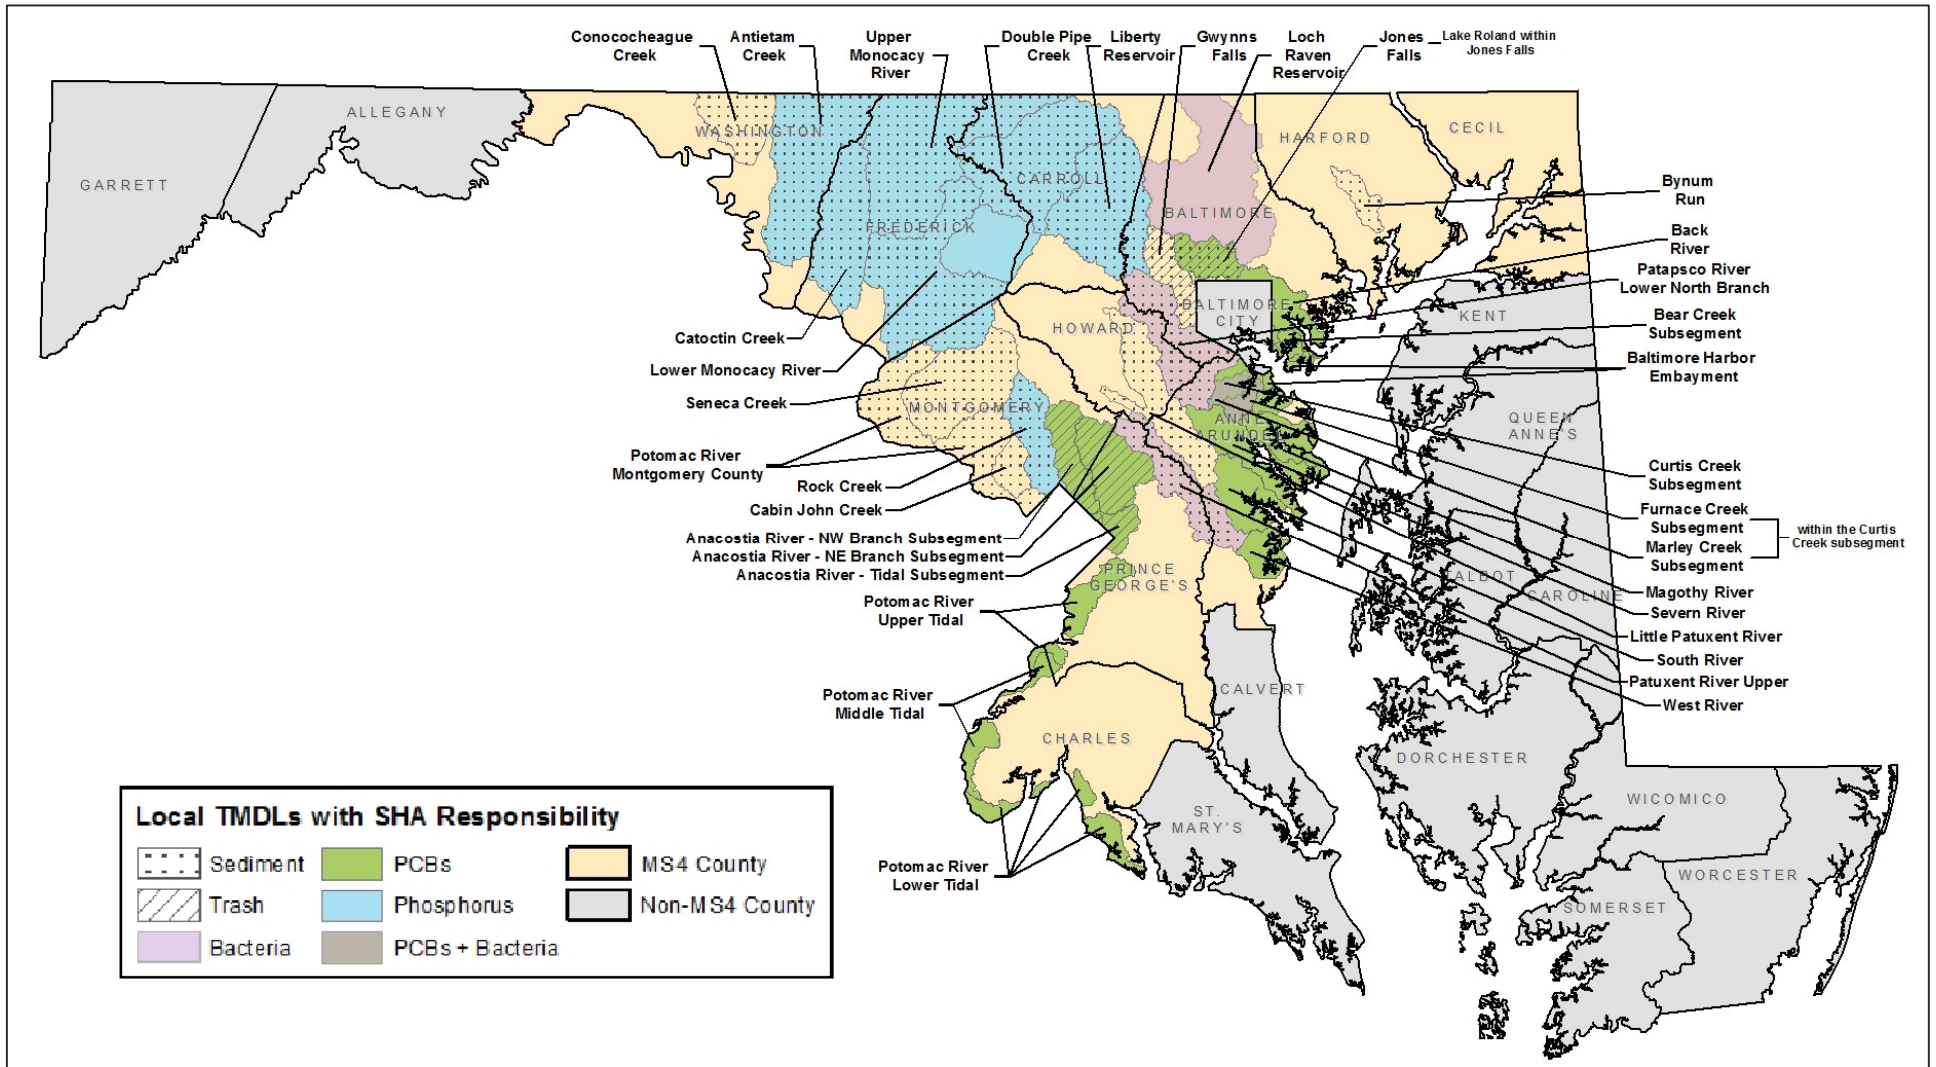 Conococheague
Creek
Antietam
Creek
Upper
Monocacy
River
Double Pipe
Creek
Liberty
Reservoir
Gwynns
Falls
Loch
Raven
Reservoir
Jones
Falls
Lake Roland within
Jones Falls
GARRETT
ALLEGANY
WASHINGTON
FREDERICK
CARROLL
BALTIMORE
HARFORD
CECIL
BALTIMORE
CITY
HOWARD
MONTGOMERY
ANNE
ARUNDEL
KENT
QUEEN
ANNE'S
TALBOT
CAROLINE
PRINCE
GEORGE'S
CALVERT
CHARLES
ST.
MARY'S
DORCHESTER
WICOMICO
WORCESTER
SOMERSET
Bynum
Run
Back
River
Patapsco River
Lower North Branch
Bear Creek
Subsegment
Baltimore Harbor
Embayment
Curtis Creek
Subsegment
Furnace Creek
Subsegment
Marley Creek
Subsegment
within the Curtis
Creek subsegment
Magothy River
Severn River
Little Patuxent River
South River
Patuxent River Upper
West River
Catoctin Creek
Lower Monocacy River
Seneca Creek
Potomac River
Montgomery County
Rock Creek
Cabin John Creek
Anacostia River - NW Branch Subsegment
Anacostia River - NE Branch Subsegment
Anacostia River - Tidal Subsegment
Potomac River
Upper Tidal
Potomac River
Middle Tidal
Potomac River
Lower Tidal
Local TMDLs with SHA Responsibility
Sediment
PCBs
MS4 County
Trash
Phosphorus
Non-MS4 County
Bacteria
PCBs + Bacteria